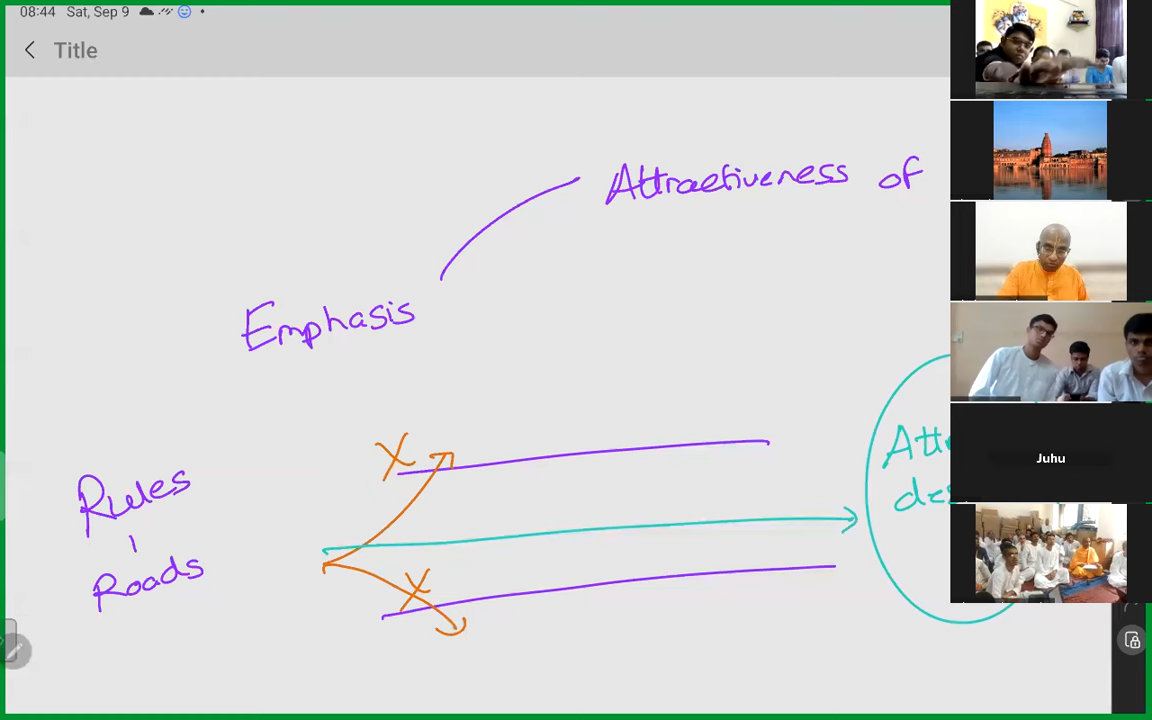 08:44 Sat, Sep 9
Title
Attractiveness of
Emphasis
Rules
Roads
X
X
Juhu